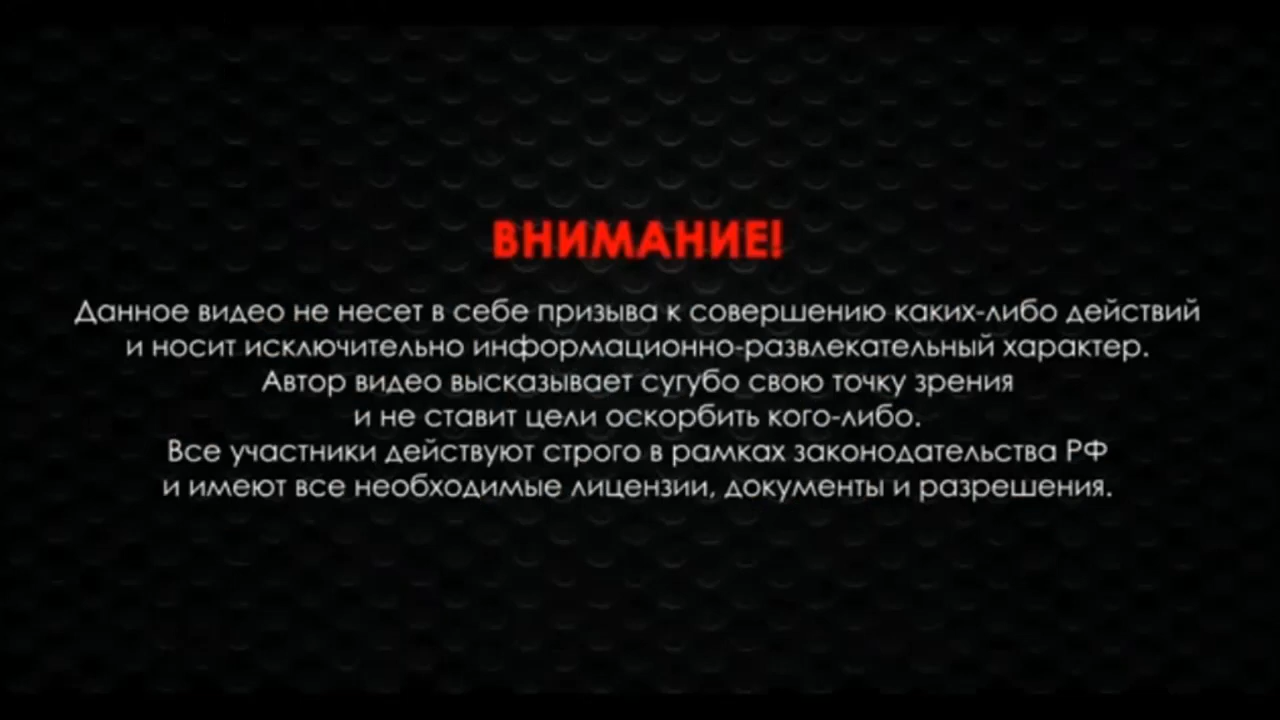 ВНИМАНИЕ!
Данное видео не несет в себе призыва к совершению каких-либо действий
и носит исключительно информационно-развлекательный характер.
Автор видео высказывает сугубо свою точку зрения
и не ставит цели оскорбить кого-либо.
Все участники действуют строго в рамках законодательства РФ
и имеют все необходимые лицензии, документы и разрешения.